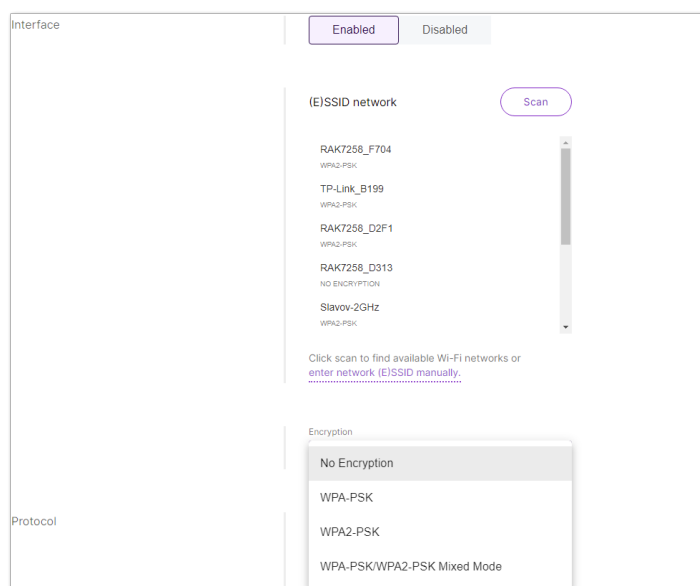 Interface
Enabled Disabled
(E)SSID network Scan
RAK7258_F704
WPA2-PSK
TP-Link_B199
WPA2-PSK
RAK7258_D2F1
WPA2-PSK
RAK7258_D313
NO ENCRYPTION
Slavov-2GHz
WPA2-PSK
Click scan to find available Wi-Fi networks or
enter network (E)SSID manually.
Encryption
No Encryption
WPA-PSK
Protocol
WPA2-PSK
WPA-PSK/WPA2-PSK Mixed Mode